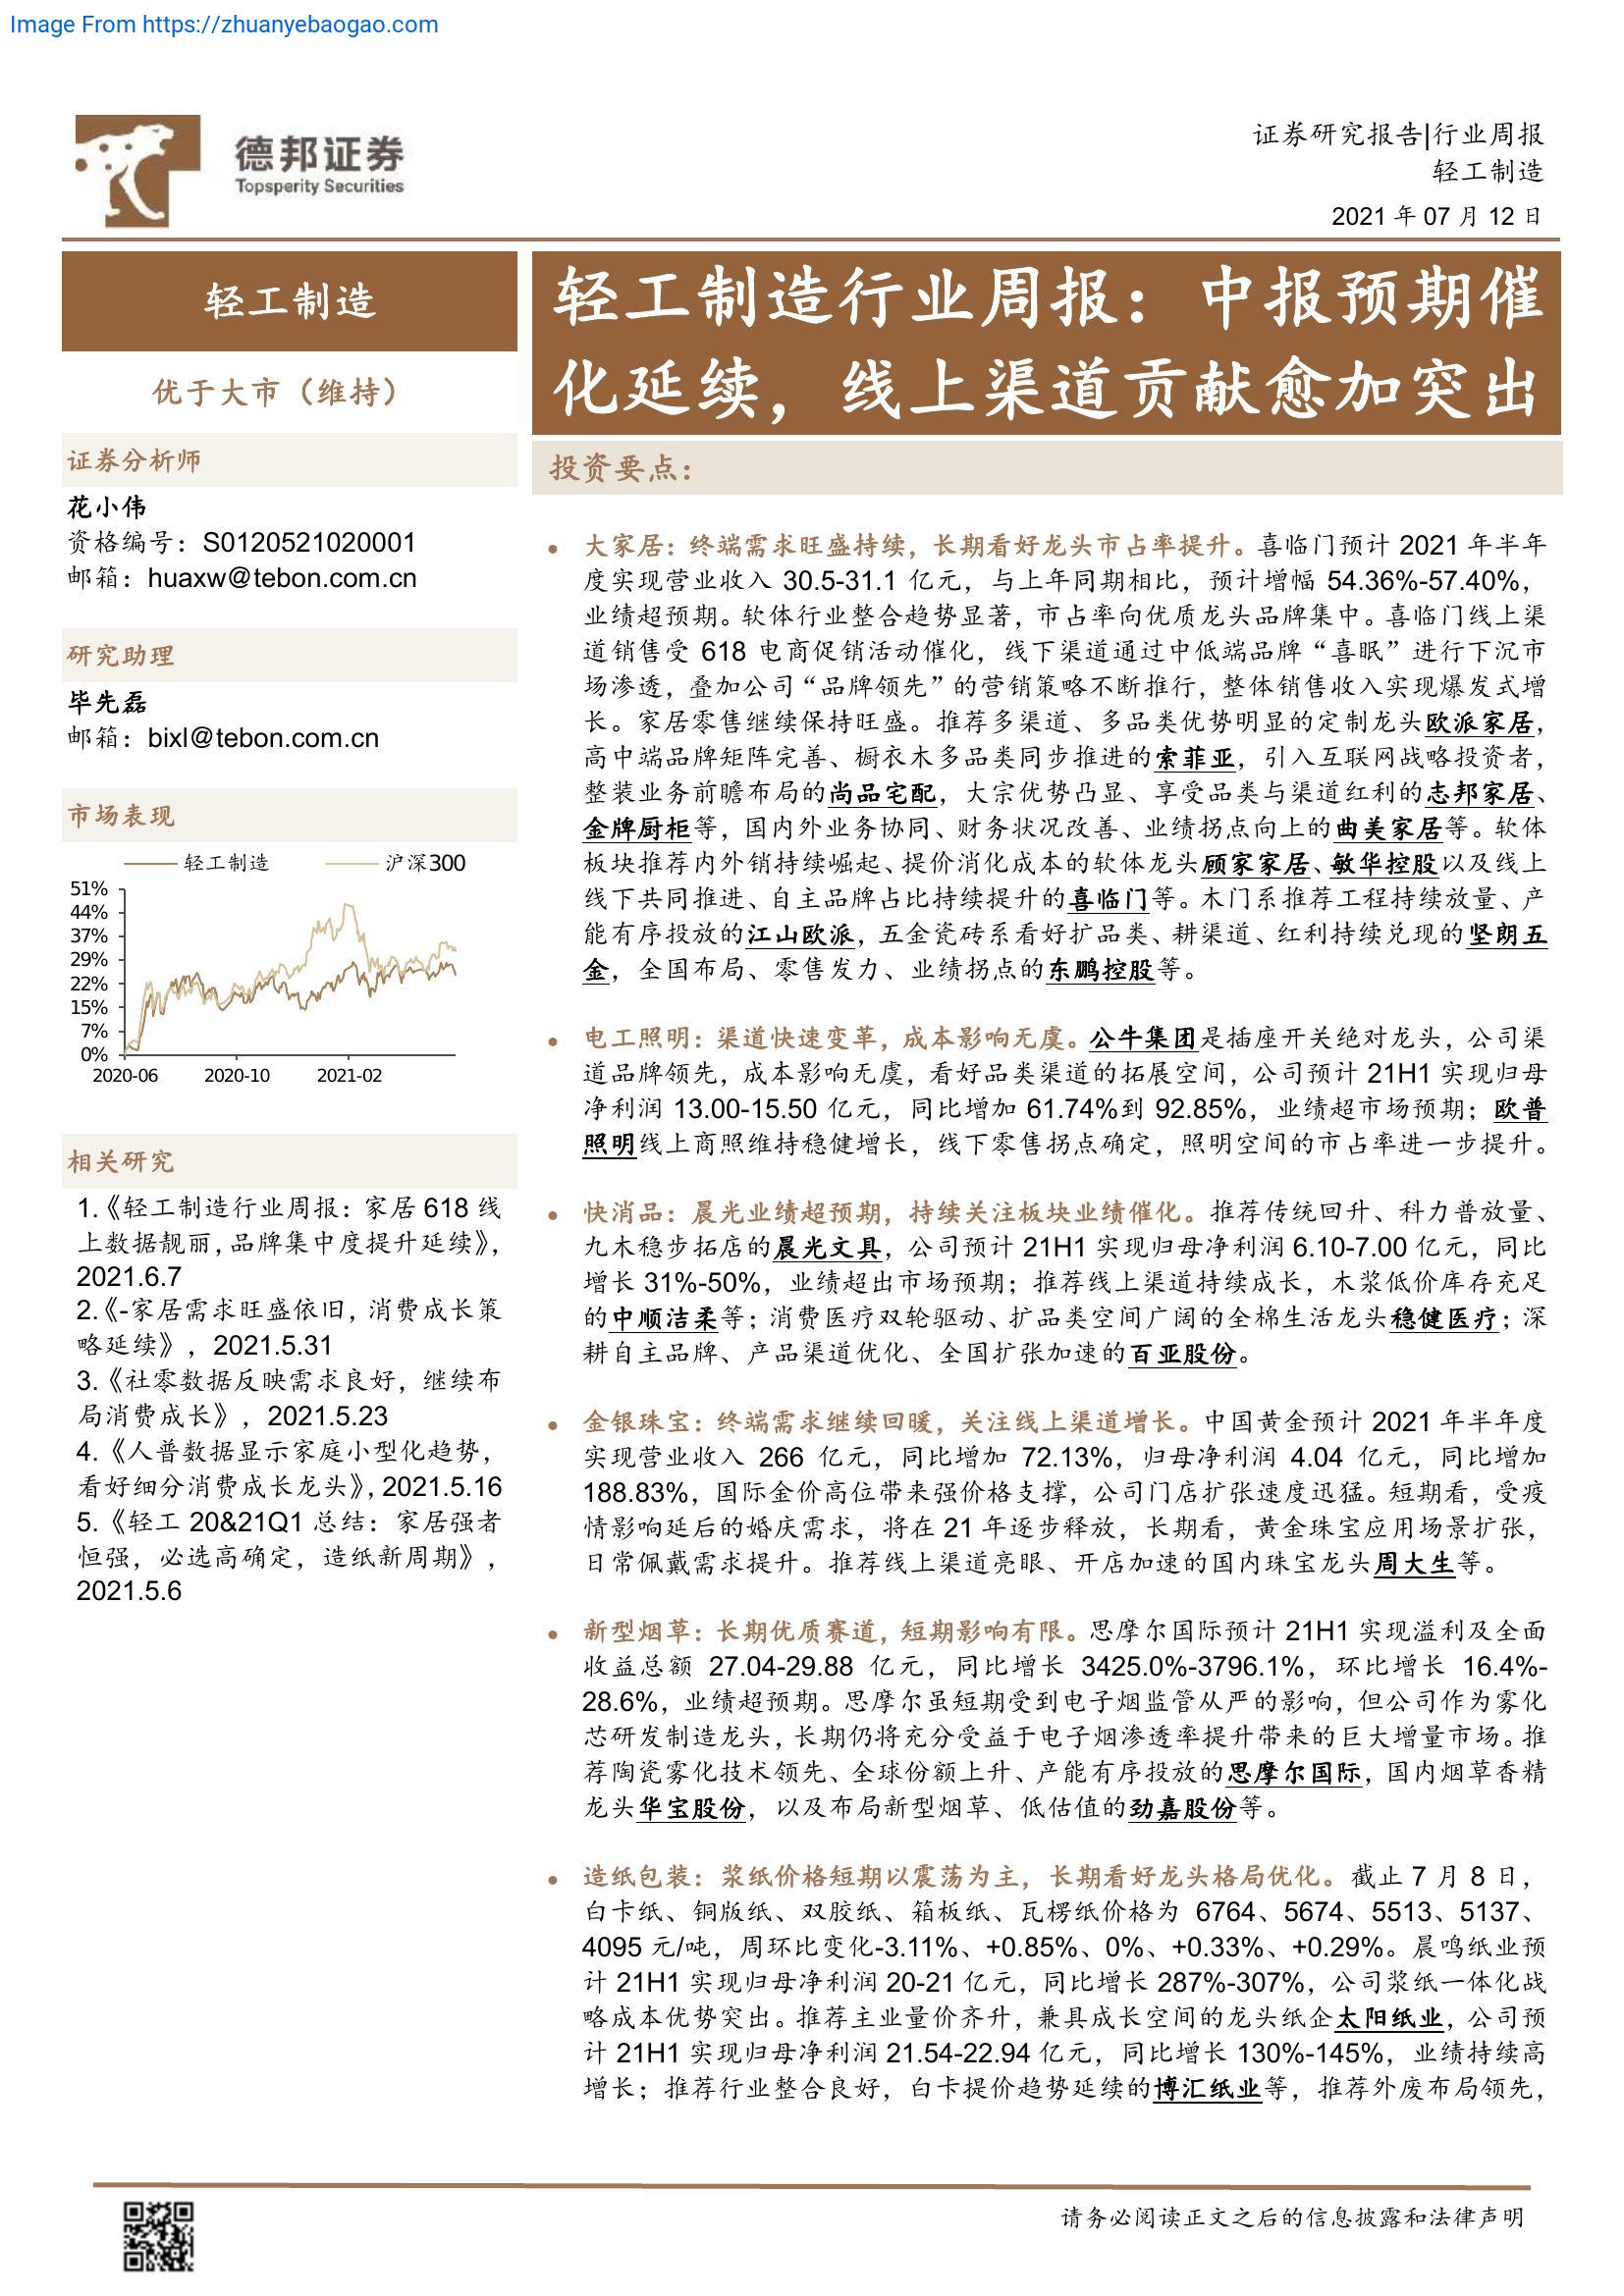 Image From https://zhuanyebaogao.com
德邦证券
Topsperity Securities
证券研究报告|行业周报
轻工制造
2021 年 07 月 12 日
轻工制造
优于大市（维持）
证券分析师
花小伟
资格编号：S0120521020001
邮箱：huaxw@tebon.com.cn
研究助理
毕先磊
邮箱：bixl@tebon.com.cn
市场表现
轻工制造 沪深300
51%
44%
37%
29%
22%
15%
7%
0%
2020-06 2020-10 2021-02
相关研究
1.《轻工制造行业周报：家居 618 线
上数据靓丽，品牌集中度提升延续》，
2021.6.7
2.《-家居需求旺盛依旧，消费成长策
略延续》，2021.5.31
3.《社零数据反映需求良好，继续布
局消费成长》，2021.5.23
4.《人普数据显示家庭小型化趋势，
看好细分消费成长龙头》，2021.5.16
5.《轻工 20&21Q1 总结：家居强者
恒强，必选高确定，造纸新周期》，
2021.5.6
轻工制造行业周报：中报预期催
化延续，线上渠道贡献愈加突出
投资要点：
• 大家居：终端需求旺盛持续，长期看好龙头市占率提升。喜临门预计 2021 年半年
度实现营业收入 30.5-31.1 亿元，与上年同期相比，预计增幅 54.36%-57.40%，
业绩超预期。软体行业整合趋势显著，市占率向优质龙头品牌集中。喜临门线上渠
道销售受 618 电商促销活动催化，线下渠道通过中低端品牌“喜眠”进行下沉市
场渗透，叠加公司“品牌领先”的营销策略不断推行，整体销售收入实现爆发式增
长。家居零售继续保持旺盛。推荐多渠道、多品类优势明显的定制龙头欧派家居，
高中端品牌矩阵完善、橱衣木多品类同步推进的索菲亚，引入互联网战略投资者，
整装业务前瞻布局的尚品宅配，大宗优势凸显、享受品类与渠道红利的志邦家居、
金牌厨柜等，国内外业务协同、财务状况改善、业绩拐点向上的曲美家居等。软体
板块推荐内外销持续崛起、提价消化成本的软体龙头顾家家居、敏华控股以及线上
线下共同推进、自主品牌占比持续提升的喜临门等。木门系推荐工程持续放量、产
能有序投放的江山欧派，五金瓷砖系看好扩品类、耕渠道、红利持续兑现的坚朗五
金，全国布局、零售发力、业绩拐点的东鹏控股等。
• 电工照明：渠道快速变革，成本影响无虞。公牛集团是插座开关绝对龙头，公司渠
道品牌领先，成本影响无虞，看好品类渠道的拓展空间，公司预计 21H1 实现归母
净利润 13.00-15.50 亿元，同比增加 61.74%到 92.85%，业绩超市场预期；欧普
照明线上商照维持稳健增长，线下零售拐点确定，照明空间的市占率进一步提升。
• 快消品：晨光业绩超预期，持续关注板块业绩催化。推荐传统回升、科力普放量、
九木稳步拓店的晨光文具，公司预计 21H1 实现归母净利润 6.10-7.00 亿元，同比
增长 31%-50%，业绩超出市场预期；推荐线上渠道持续成长，木浆低价库存充足
的中顺洁柔等；消费医疗双轮驱动、扩品类空间广阔的全棉生活龙头稳健医疗；深
耕自主品牌、产品渠道优化、全国扩张加速的百亚股份。
• 金银珠宝：终端需求继续回暖，关注线上渠道增长。中国黄金预计 2021 年半年度
实现营业收入 266 亿元，同比增加 72.13%，归母净利润 4.04 亿元，同比增加
188.83%，国际金价高位带来强价格支撑，公司门店扩张速度迅猛。短期看，受疫
情影响延后的婚庆需求，将在 21 年逐步释放，长期看，黄金珠宝应用场景扩张，
日常佩戴需求提升。推荐线上渠道亮眼、开店加速的国内珠宝龙头周大生等。
• 新型烟草：长期优质赛道，短期影响有限。思摩尔国际预计 21H1 实现溢利及全面
收益总额 27.04-29.88 亿元，同比增长 3425.0%-3796.1%，环比增长 16.4%-
28.6%，业绩超预期。思摩尔虽短期受到电子烟监管从严的影响，但公司作为雾化
芯研发制造龙头，长期仍将充分受益于电子烟渗透率提升带来的巨大增量市场。推
荐陶瓷雾化技术领先、全球份额上升、产能有序投放的思摩尔国际，国内烟草香精
龙头华宝股份，以及布局新型烟草、低估值的劲嘉股份等。
• 造纸包装：浆纸价格短期以震荡为主，长期看好龙头格局优化。截止 7 月 8 日，
白卡纸、铜版纸、双胶纸、箱板纸、瓦楞纸价格为 6764、5674、5513、5137、
4095 元/吨，周环比变化-3.11%、+0.85%、0%、+0.33%、+0.29%。晨鸣纸业预
计 21H1 实现归母净利润 20-21 亿元，同比增长 287%-307%，公司浆纸一体化战
略成本优势突出。推荐主业量价齐升，兼具成长空间的龙头纸企太阳纸业，公司预
计 21H1 实现归母净利润 21.54-22.94 亿元，同比增长 130%-145%，业绩持续高
增长；推荐行业整合良好，白卡提价趋势延续的博汇纸业等，推荐外废布局领先，
请务必阅读正文之后的信息披露和法律声明